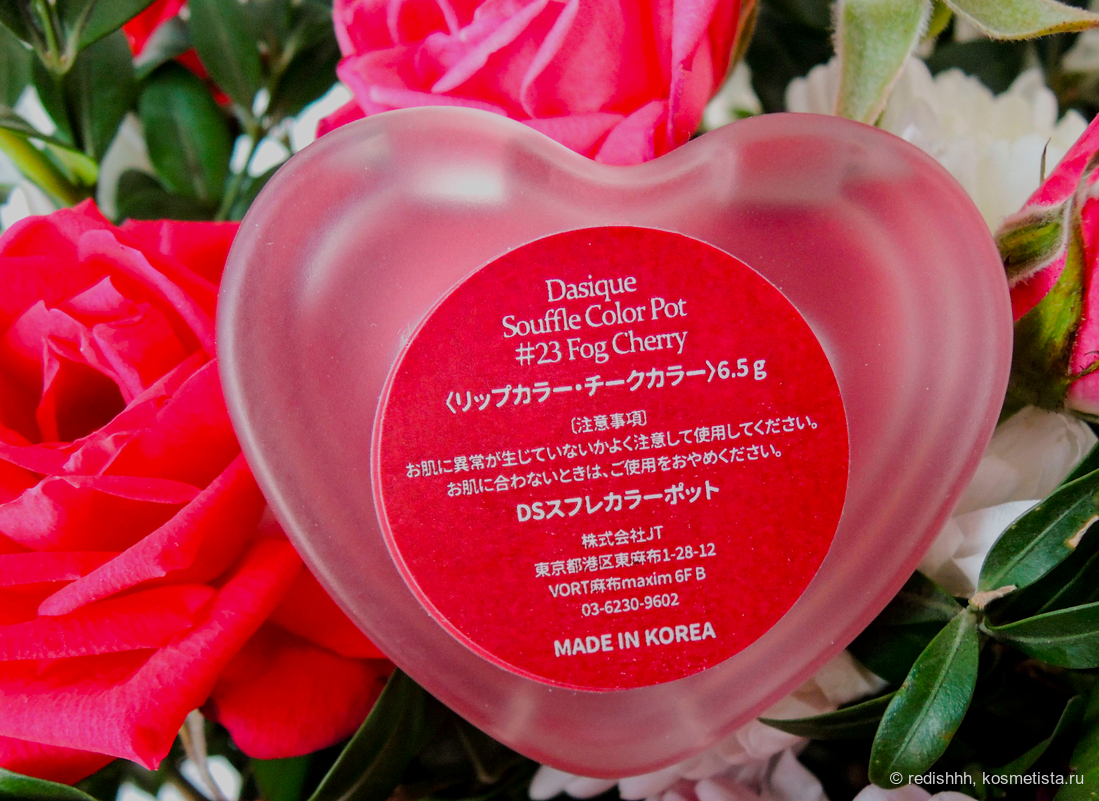 Dasique
Souffle Color Pot
#23 Fog Cherry
〈リップカラー・チークカラー〉6.5 g
〔注意事項〕
お肌に異常が生じていないかよく注意して使用してください。
お肌に合わないときは、ご使用をおやめください。
DSスフレカラーポット
株式会社JT
東京都港区東麻布1-28-12
VORT麻布maxim 6F B
03-6230-9602
MADE IN KOREA
© redishhh, kosmetista.ru